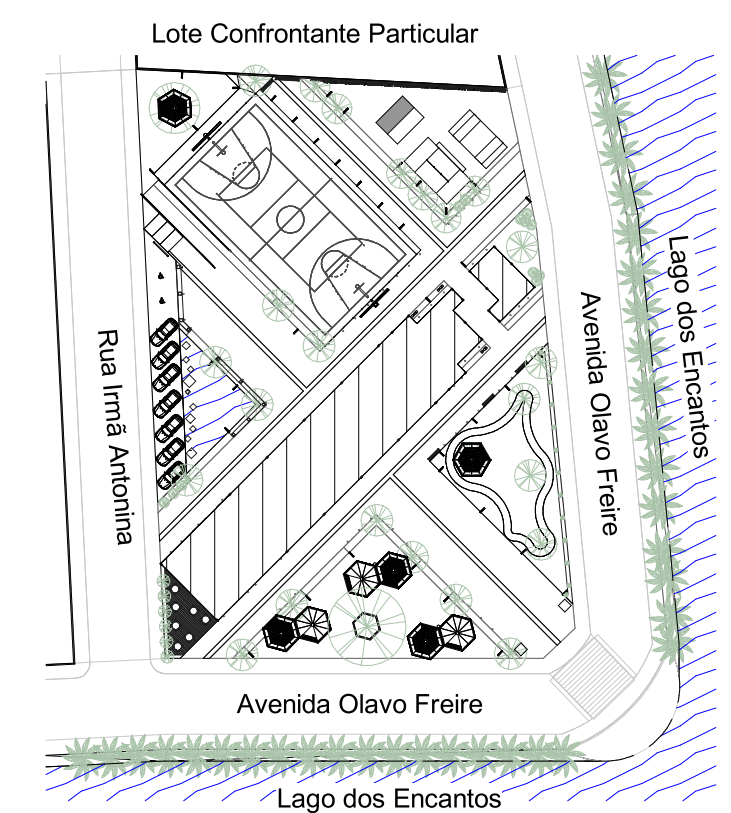 Lote Confrontante Particular
Lago dos Encantos
Avenida Olavo Freire
Rua Irmã Antonina
Avenida Olavo Freire
Lago dos Encantos